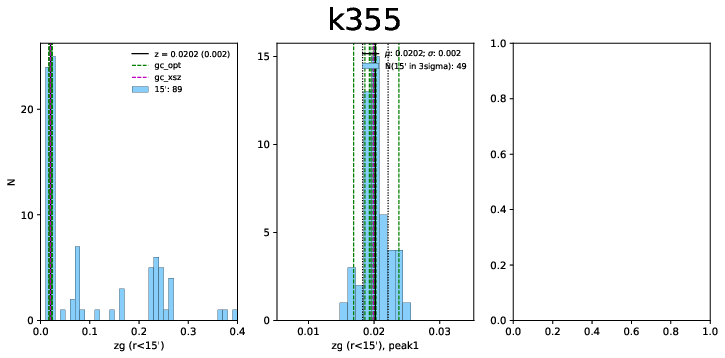 k355
z = 0.0202 (0.002)
gc_opt
gc_xsz
15': 89
N
20
10
0
0.0 0.1 0.2 0.3 0.4
zg (r<15')
μ: 0.0202; σ: 0.002
N(15' in 3sigma): 49
15
10
5
0
0.01 0.02 0.03
zg (r<15'), peak1
1.0
0.8
0.6
0.4
0.2
0.0
0.0 0.2 0.4 0.6 0.8 1.0